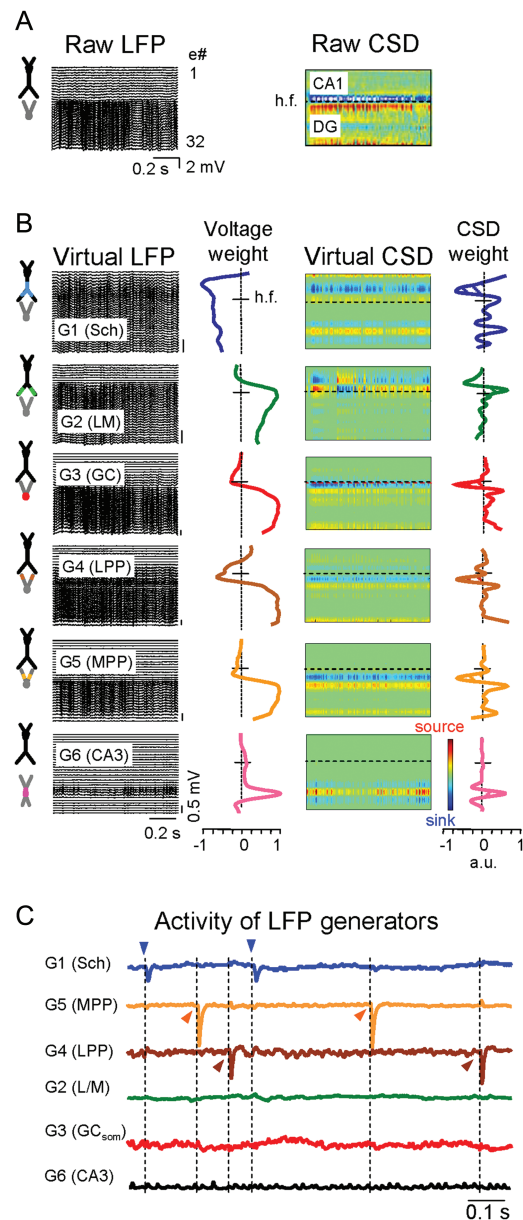 A
Raw LFP
e#
1
32
0.2 s
2 mV
Raw CSD
CA1
h.f.
DG
B
Virtual LFP
Voltage
weight
Virtual CSD
CSD
weight
G1 (Sch)
h.f.
G2 (LM)
G3 (GC)
G4 (LPP)
G5 (MPP)
G6 (CA3)
0.5 mV
0.2 s
source
sink
-1 0 1
-1 0 1
a.u.
C
Activity of LFP generators
G1 (Sch)
G5 (MPP)
G4 (LPP)
G2 (L/M)
G3 (GCsom)
G6 (CA3)
0.1 s